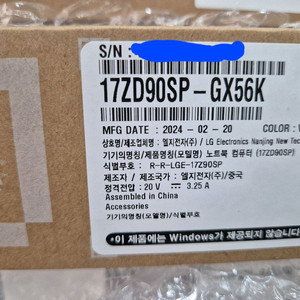 S/N :
17ZD90SP-GX56K
MFG DATE : 2024 - 02 - 20 COLOR :
상호명/제조업체명 : 엘지전자(주) / LG Electronics Nanjing New Tech
기기의명칭/제품명칭(모델명) 노트북 컴퓨터 (17ZD90SP)
식별부호 : R-R-LGE-17Z90SP
제조자 / 제조국가 : 엘지전자(주)/중국
정격전압 : 20 V ⎓ 3.25 A
Assembled in China
Accessories
기기의명칭(모델명)/식별부호
•이 제품에는 Windows가 제공되지 않습니다